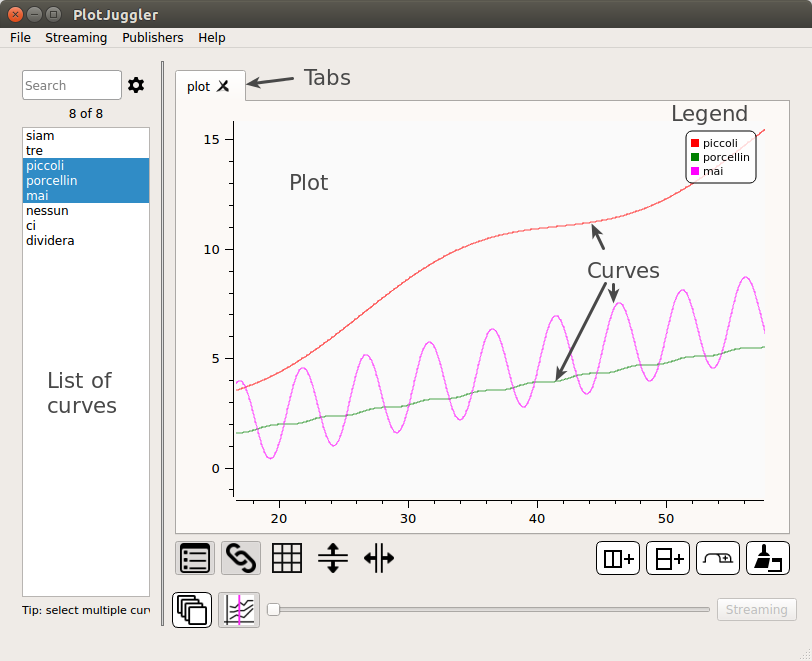 PlotJuggler
File Streaming Publishers Help
Search
8 of 8
siam
tre
piccoli
porcellin
mai
nessun
ci
dividera
List of
curves
Tip: select multiple curv
plot
Tabs
Legend
piccoli
porcellin
mai
Plot
Curves
15
10
5
0
20 30 40 50
Streaming